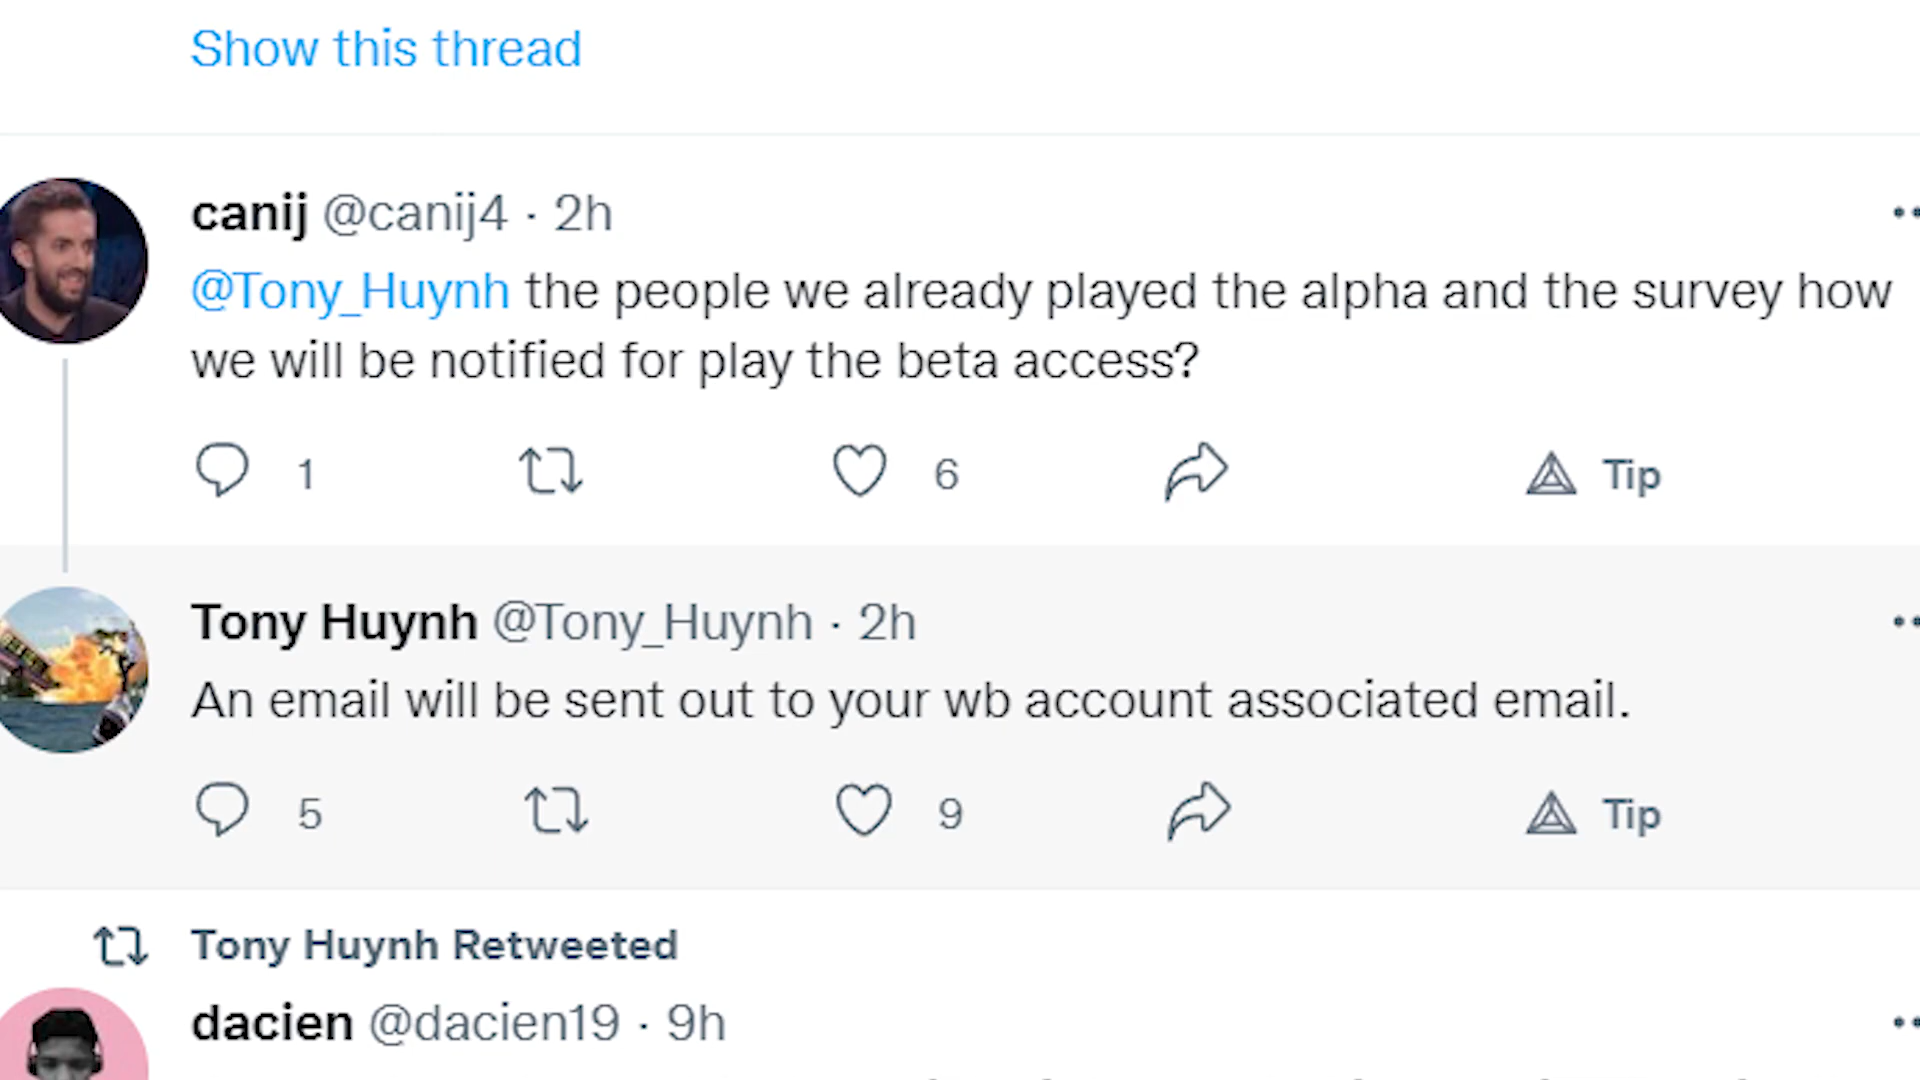 Show this thread
canij @canij4 · 2h
@Tony_Huynh the people we already played the alpha and the survey how
we will be notified for play the beta access?
1 6 Tip
Tony Huynh @Tony_Huynh · 2h
An email will be sent out to your wb account associated email.
5 9 Tip
Tony Huynh Retweeted
dacien @dacien19 · 9h